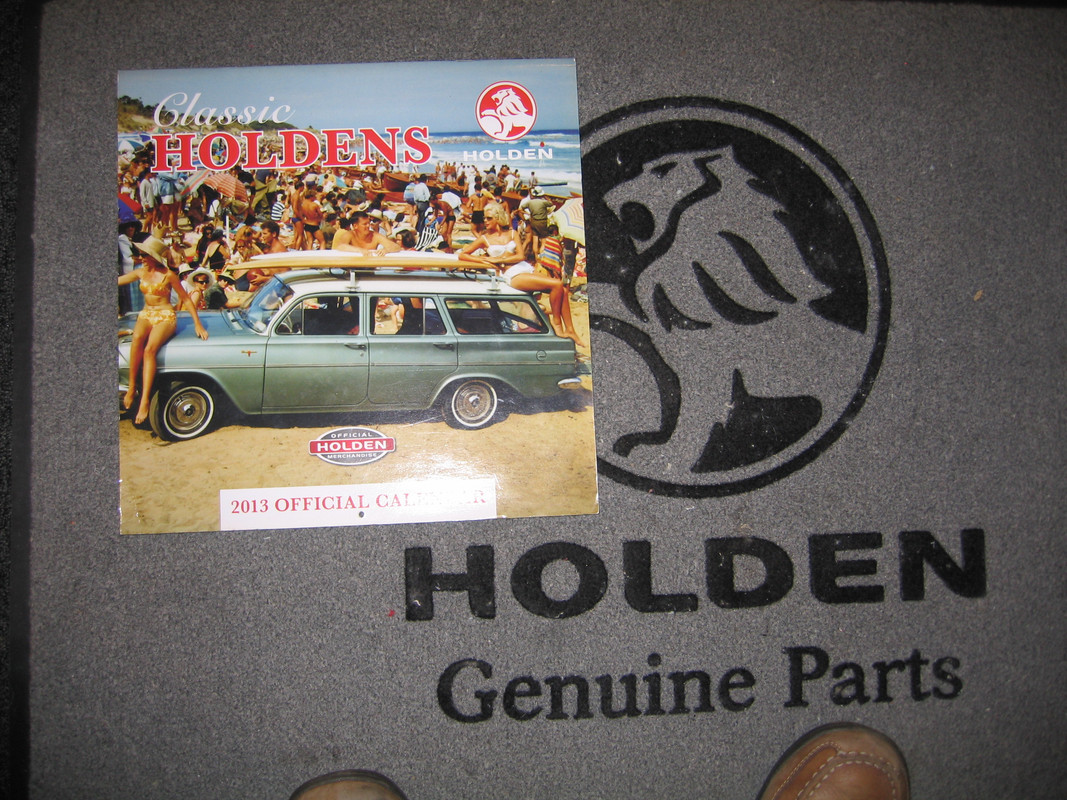 Classic
HOLDENS
HOLDEN
OFFICIAL
HOLDEN
MERCHANDISE
2013 OFFICIAL CALENDAR
HOLDEN
Genuine Parts